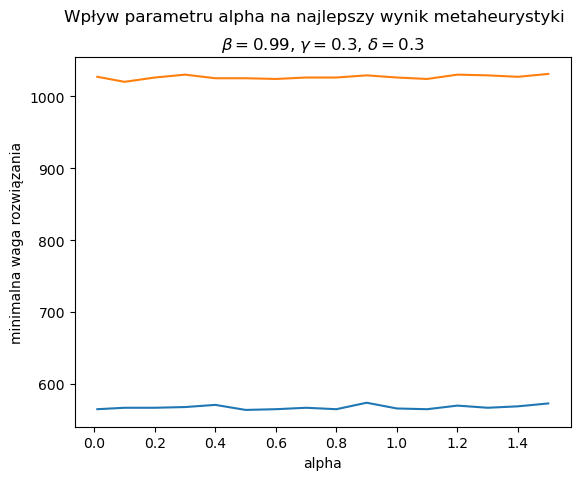 Wpływ parametru alpha na najlepszy wynik metaheurystyki
β = 0.99, γ = 0.3, δ = 0.3
minimalna waga rozwiązania
1000
900
800
700
600
0.0 0.2 0.4 0.6 0.8 1.0 1.2 1.4
alpha